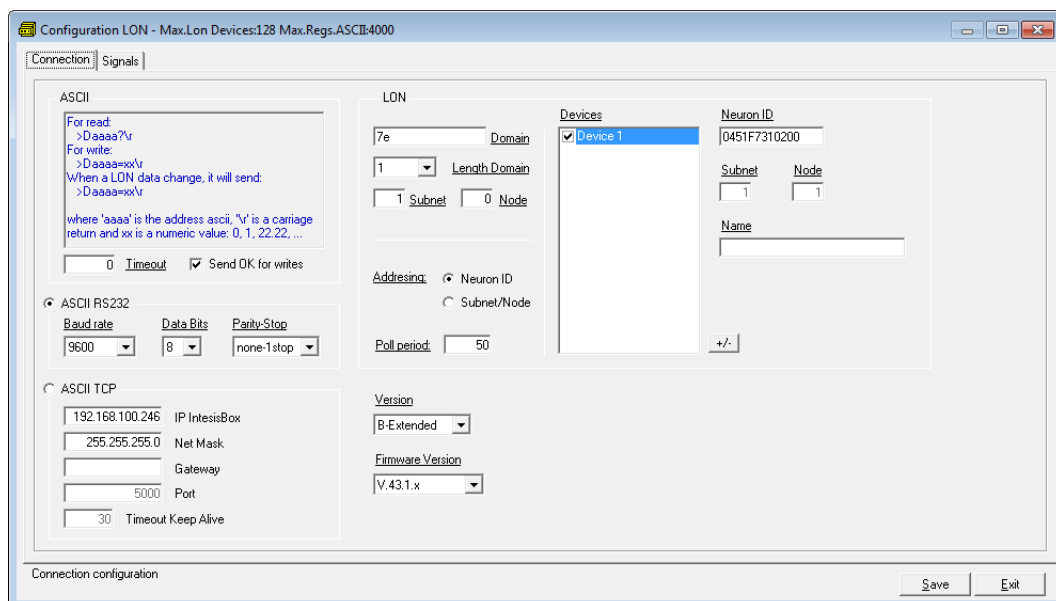 Configuration LON - Max.Lon Devices:128 Max.Regs.ASCII:4000
Connection
Signals
ASCII
For read:
>Daaaa?\r
For write:
>Daaaa=xx\r
When a LON data change, it will send:
>Daaaa=xx\r
where 'aaaa' is the address ascii, '\r' is a carriage
return and xx is a numeric value: 0, 1, 22.22, ...
0 Timeout
Send OK for writes
ASCII RS232
Baud rate Data Bits Parity-Stop
9600 8 none-1stop
ASCII TCP
192.168.100.246 IP IntesisBox
255.255.255.0 Net Mask
Gateway
5000 Port
30 Timeout Keep Alive
LON
7e Domain
1 Length Domain
1 Subnet 0 Node
Addresing: Neuron ID
Subnet/Node
Poll period: 50
Devices
Device 1
Neuron ID
0451F7310200
Subnet Node
1 1
Name
+/-
Version
B-Extended
Firmware Version
V.43.1.x
Connection configuration
Save
Exit